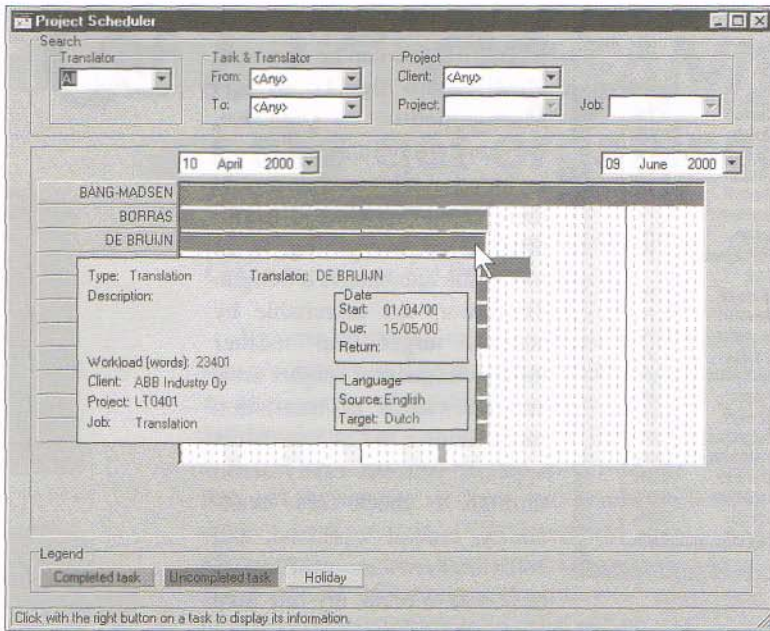 Project Scheduler
Search
Translator
All
Task & Translator
From: <Any>
To: <Any>
Project
Client: <Any>
Project:
Job:
10 April 2000
09 June 2000
BANG-MADSEN
BORRAS
DE BRUIJN
Type: Translation
Translator: DE BRUIJN
Description:
Date
Start: 01/04/00
Due: 15/05/00
Return:
Workload (words): 23401
Client: ABB Industry Oy
Project: LT0401
Job: Translation
Language
Source: English
Target: Dutch
Legend
Completed task
Uncompleted task
Holiday
Click with the right button on a task to display its information.